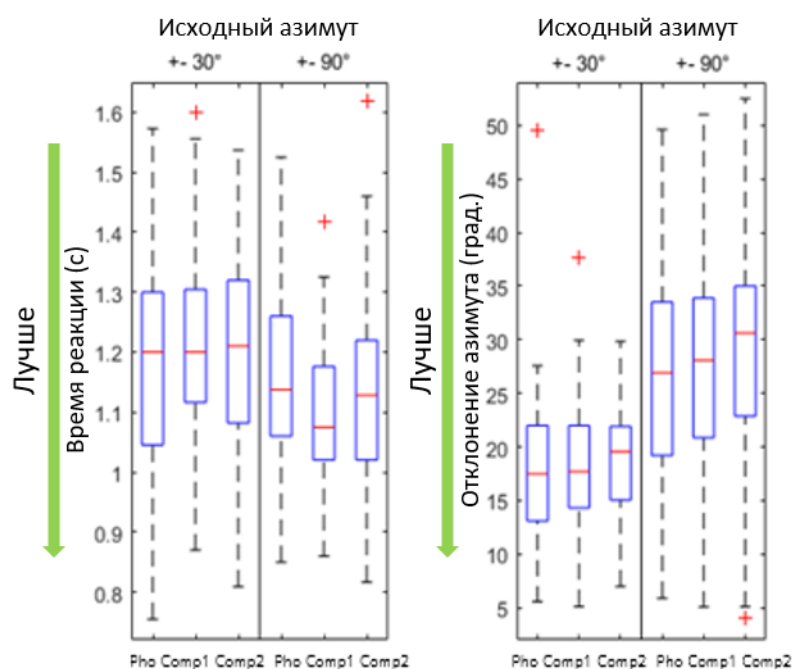 Исходный азимут
+- 30° +- 90°
Лучше
Время реакции (с)
1.6
1.5
1.4
1.3
1.2
1.1
1
0.9
0.8
Pho Comp1 Comp2 Pho Comp1 Comp2
Исходный азимут
+- 30° +- 90°
Лучше
Отклонение азимута (град.)
50
45
40
35
30
25
20
15
10
5
Pho Comp1 Comp2 Pho Comp1 Comp2